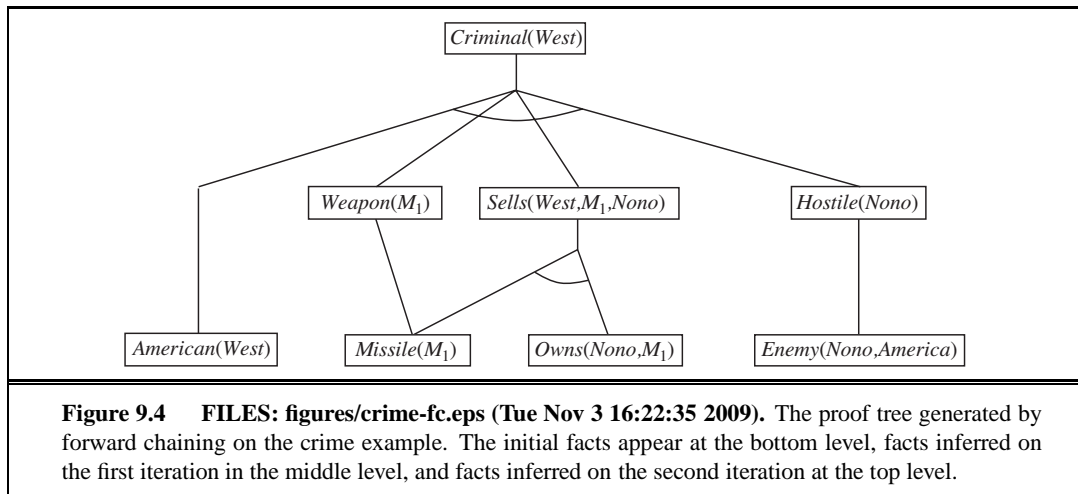 Criminal(West)
Weapon(M₁) Sells(West,M₁,Nono) Hostile(Nono)
American(West) Missile(M₁) Owns(Nono,M₁) Enemy(Nono,America)
Figure 9.4 FILES: figures/crime-fc.eps (Tue Nov 3 16:22:35 2009). The proof tree generated by
forward chaining on the crime example. The initial facts appear at the bottom level, facts inferred on
the first iteration in the middle level, and facts inferred on the second iteration at the top level.